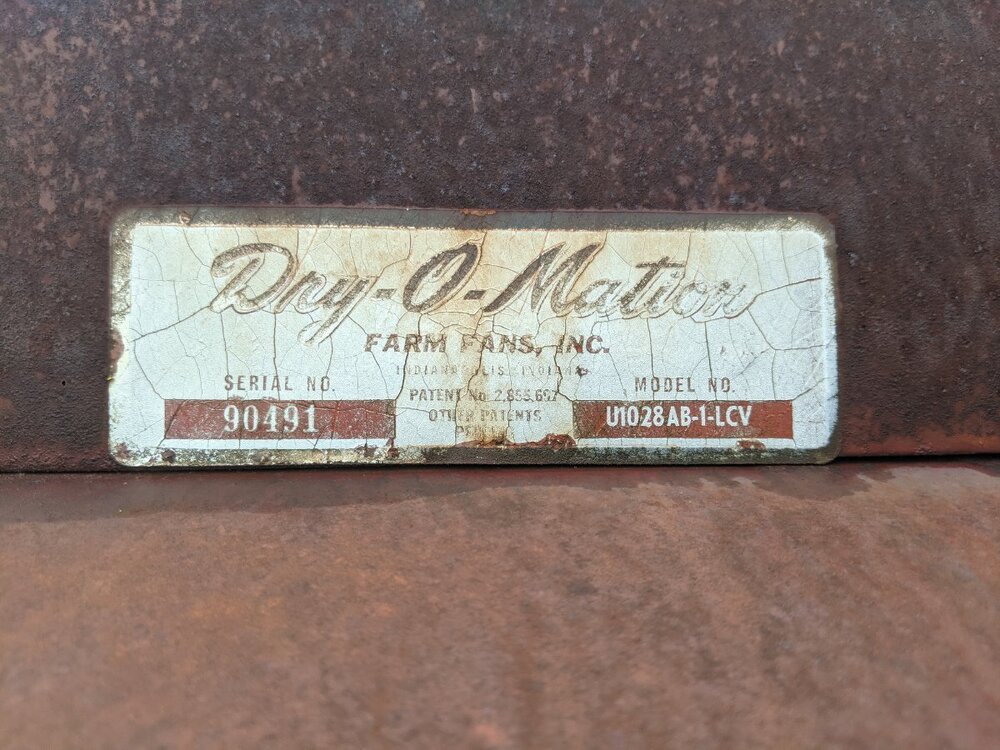 Dry-O-Mation
FARM FANS, INC.
INDIANAPOLIS, INDIANA
SERIAL NO.
90491
PATENT No. 2,855,697
OTHER PATENTS
MODEL NO.
U1028AB-1-LCV